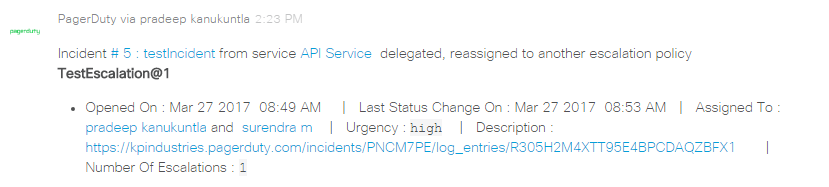 PagerDuty via pradeep kanukuntla 2:23 PM
pagerduty
Incident # 5 : testIncident from service API Service delegated, reassigned to another escalation policy
TestEscalation@1
• Opened On : Mar 27 2017 08:49 AM | Last Status Change On : Mar 27 2017 08:53 AM | Assigned To :
pradeep kanukuntla and surendra m | Urgency : high | Description :
https://kpindustries.pagerduty.com/incidents/PNCM7PE/log_entries/R305H2M4XTT95E4BPCDAQZBFX1 |
Number Of Escalations : 1